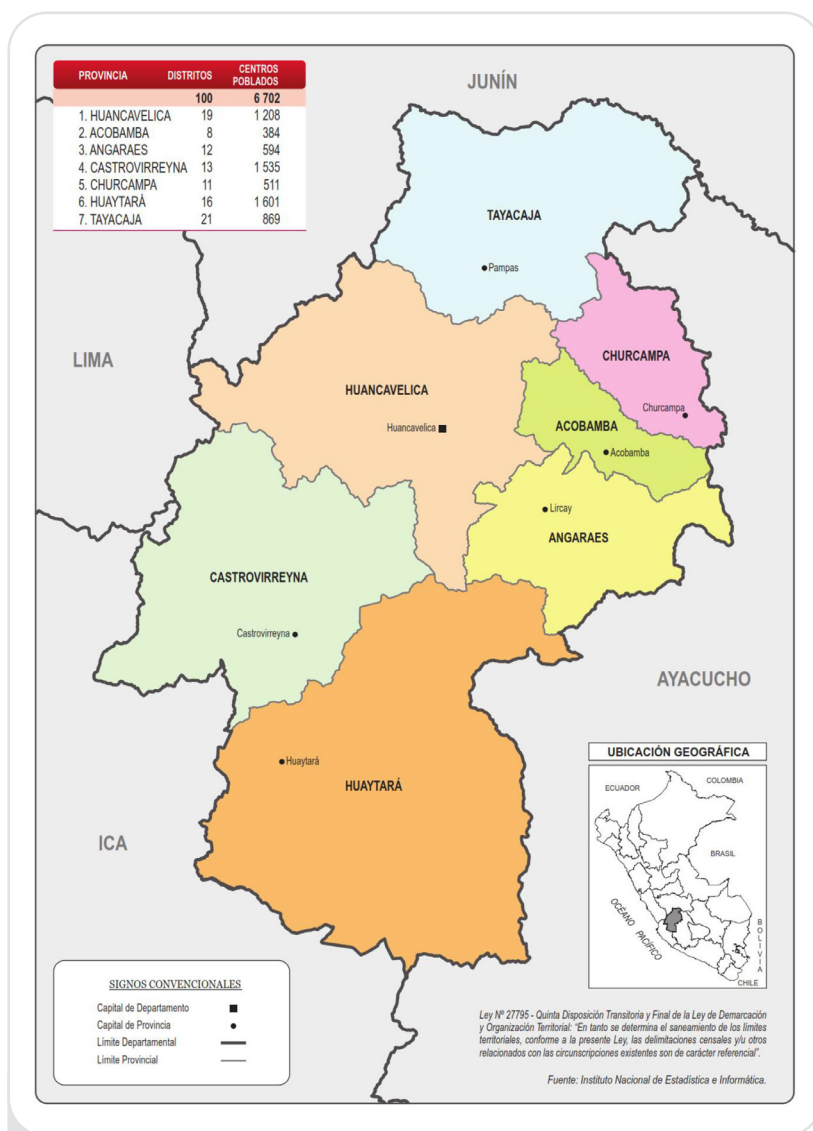 PROVINCIA DISTRITOS CENTROS POBLADOS
100 6 702
1. HUANCAVELICA 19 1 208
2. ACOBAMBA 8 384
3. ANGARAES 12 594
4. CASTROVIRREYNA 13 1 535
5. CHURCAMPA 11 511
6. HUAYTARÁ 16 1 601
7. TAYACAJA 21 869
JUNÍN
TAYACAJA
Pampas
LIMA
CHURCAMPA
HUANCAVELICA
Churcampa
Huancavelica
ACOBAMBA
Acobamba
Lircay
ANGARAES
CASTROVIRREYNA
Castrovirreyna
AYACUCHO
Huaytará
HUAYTARÁ
ICA
UBICACIÓN GEOGRÁFICA
COLOMBIA
ECUADOR
BRASIL
OCÉANO PACÍFICO
BOLIVIA
CHILE
SIGNOS CONVENCIONALES
Capital de Departamento
Capital de Provincia
Límite Departamental
Límite Provincial
Ley Nº 27795 - Quinta Disposición Transitoria y Final de la Ley de Demarcación
y Organización Territorial: “En tanto se determina el saneamiento de los límites
territoriales, conforme a la presente Ley, las delimitaciones censales y/u otros
relacionados con las circunscripciones existentes son de carácter referencial”.
Fuente: Instituto Nacional de Estadística e Informática.